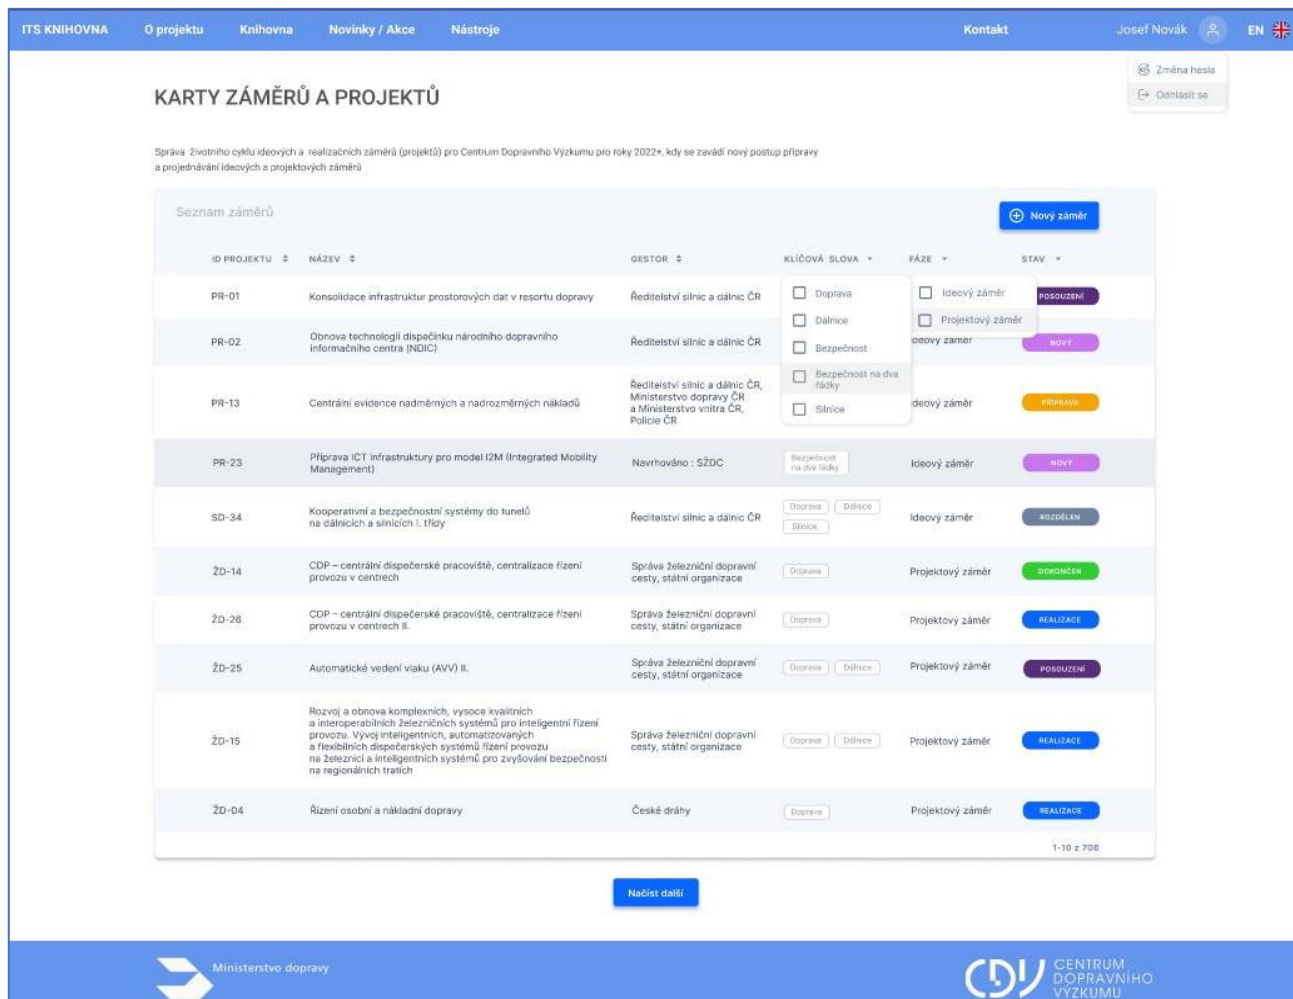 ITS KNIHOVNA O projektu Knihovna Novinky / Akce Nástroje Kontakt Josef Novák EN
Změna hesla
Odhlásit se
KARTY ZÁMĚRŮ A PROJEKTŮ
Správa životního cyklu ideových a realizačních záměrů (projektů) pro Centrum Dopravního Výzkumu pro roky 2022+, kdy se zavádí nový postup přípravy
a projednávání ideových a projektových záměrů
Seznam záměrů
Nový záměr
ID PROJEKTU NÁZEV GESTOR KLÍČOVÁ SLOVA FÁZE STAV
Doprava
Dálnice
Bezpečnost
Bezpečnost na dva
řádky
Silnice
Ideový záměr
Projektový záměr
PR-01 Konsolidace infrastruktur prostorových dat v resortu dopravy Ředitelství silnic a dálnic ČR POSOUZENÍ
PR-02 Obnova technologií dispečinku národního dopravního
informačního centra (NDIC) Ředitelství silnic a dálnic ČR deový záměr NOVÝ
PR-13 Centrální evidence nadměrných a nadrozměrných nákladů
Ředitelství silnic a dálnic ČR,
Ministerstvo dopravy ČR
a Ministerstvo vnitra ČR,
Policie ČR
deový záměr PŘÍPRAVA
PR-23 Příprava ICT infrastruktury pro model I2M (Integrated Mobility
Management) Navrhováno : SŽDC
Bezpečnost
na dva řádky
Ideový záměr NOVÝ
SD-34 Kooperativní a bezpečnostní systémy do tunelů
na dálnicích a silnicích I. třídy Ředitelství silnic a dálnic ČR
Doprava Dálnice
Silnice
Ideový záměr ROZDĚLEN
ŽD-14 CDP – centrální dispečerské pracoviště, centralizace řízení
provozu v centrech
Správa železniční dopravní
cesty, státní organizace
Doprava Projektový záměr DOKONČEN
ŽD-26 CDP – centrální dispečerské pracoviště, centralizace řízení
provozu v centrech II.
Správa železniční dopravní
cesty, státní organizace
Doprava Projektový záměr REALIZACE
ŽD-25 Automatické vedení vlaku (AVV) II.
Správa železniční dopravní
cesty, státní organizace
Doprava Dálnice Projektový záměr POSOUZENÍ
ŽD-15
Rozvoj a obnova komplexních, vysoce kvalitních
a interoperabilních železničních systémů pro inteligentní řízení
provozu. Vývoj inteligentních, automatizovaných
a flexibilních dispečerských systémů řízení provozu
na železnici a inteligentních systémů pro zvyšování bezpečnosti
na regionálních tratích
Správa železniční dopravní
cesty, státní organizace
Doprava Dálnice Projektový záměr REALIZACE
ŽD-04 Řízení osobní a nákladní dopravy České dráhy Doprava Projektový záměr REALIZACE
1-10 z 706
Načíst další
Ministerstvo dopravy
CDV CENTRUM
DOPRAVNÍHO
VÝZKUMU